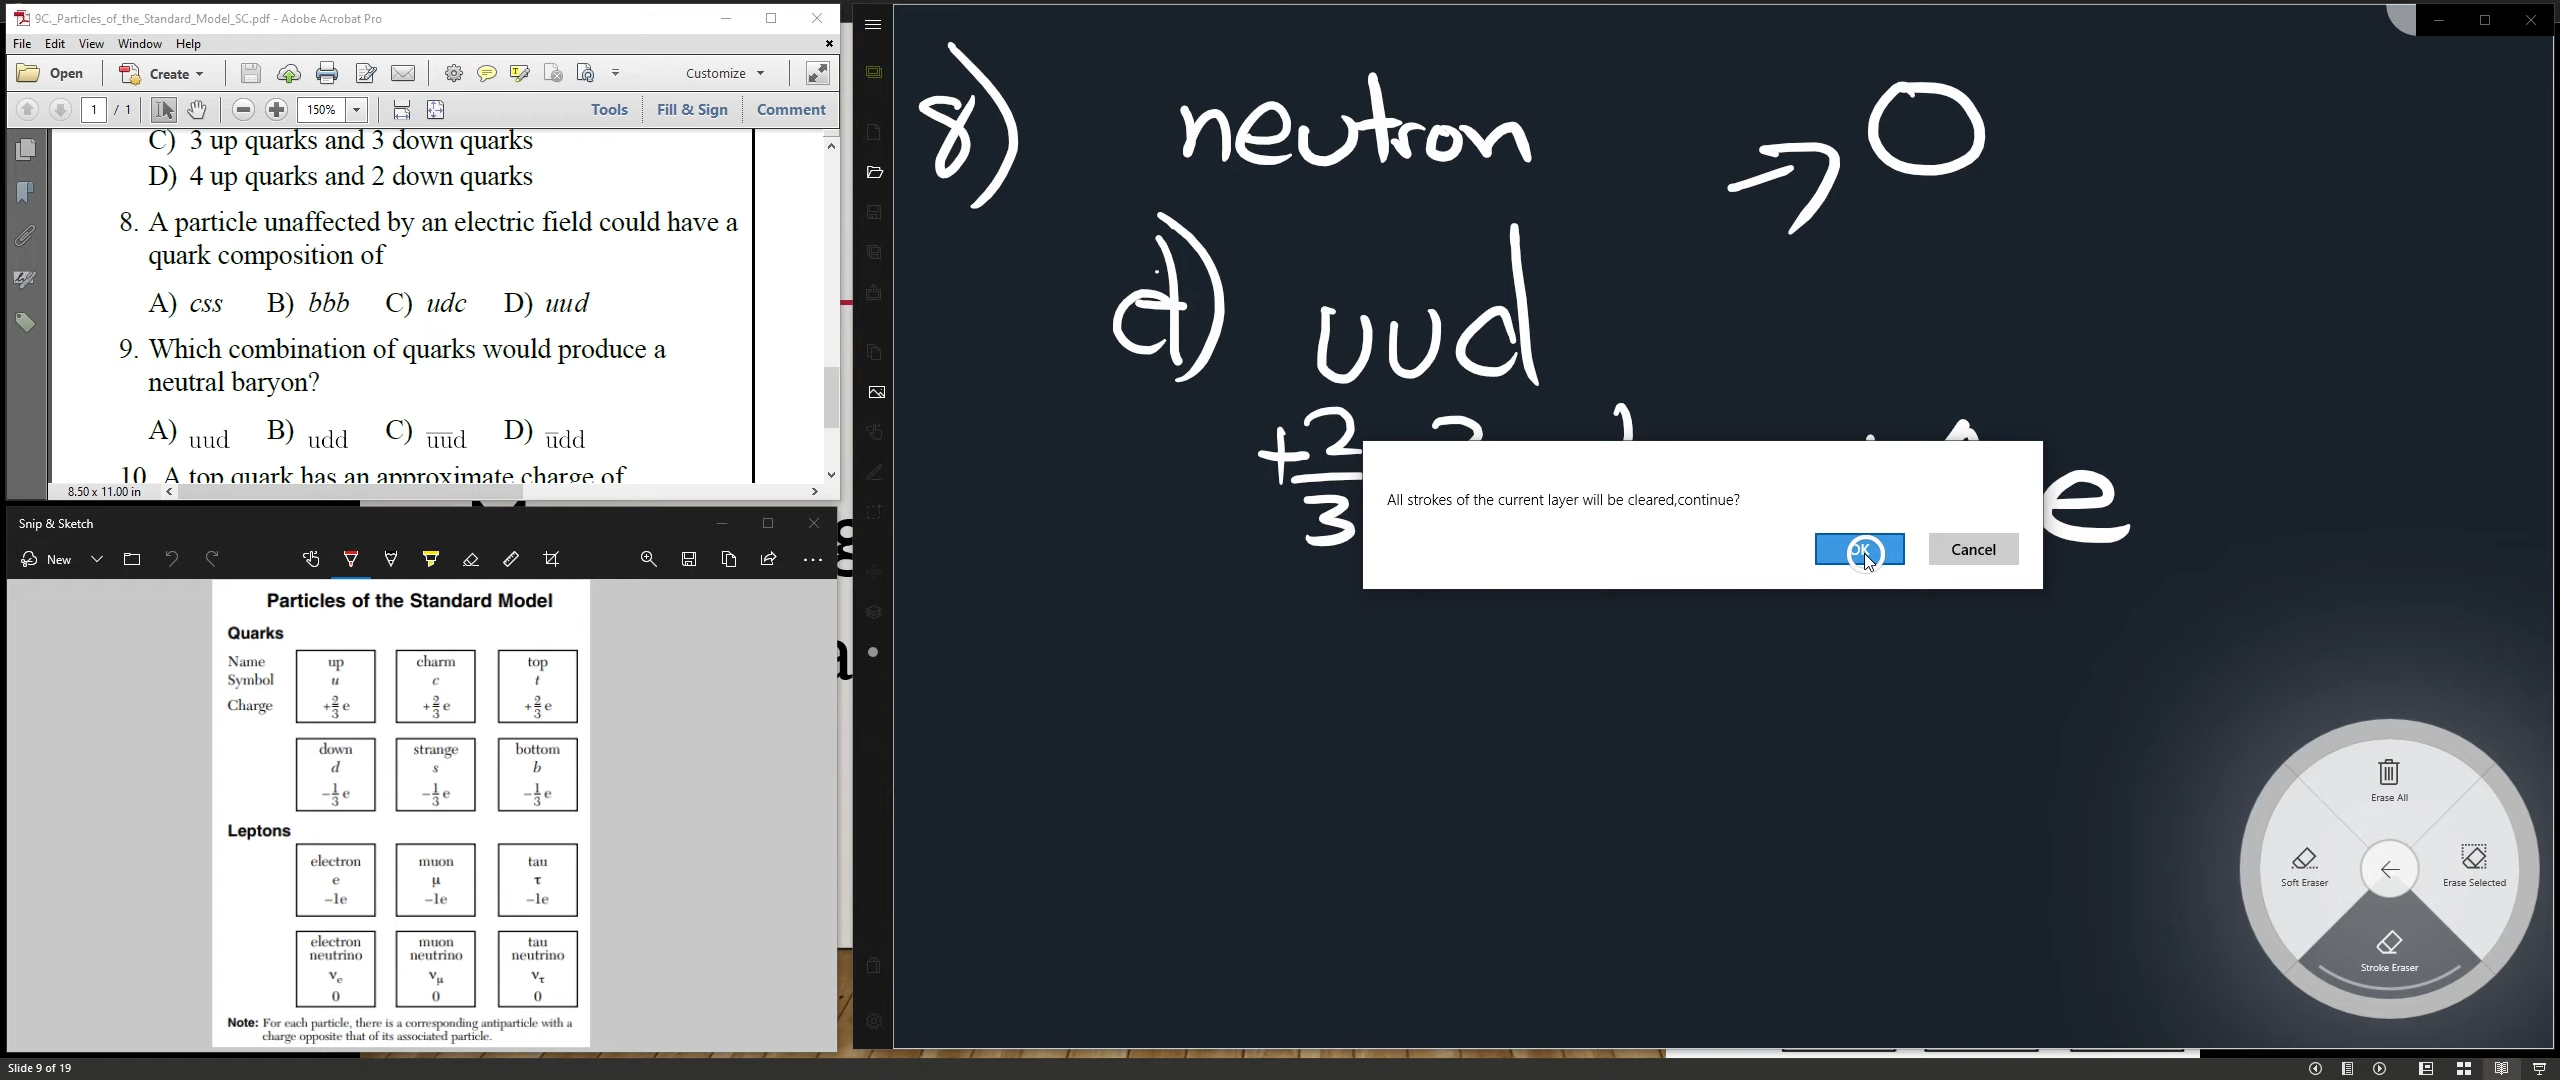 9C._Particles_of_the_Standard_Model_SC.pdf - Adobe Acrobat Pro
File Edit View Window Help
Open Create Customize
1 / 1 150% Tools Fill & Sign Comment
C) 3 up quarks and 3 down quarks
D) 4 up quarks and 2 down quarks
8. A particle unaffected by an electric field could have a
quark composition of
A) css B) bbb C) udc D) uud
9. Which combination of quarks would produce a
neutral baryon?
A) uud B) udd C) u̅u̅d D) u̅dd
10. A top quark has an approximate charge of
8.50 x 11.00 in
Snip & Sketch
New
Particles of the Standard Model
Quarks
Name up charm top
Symbol u c t
Charge +2/3 e +2/3 e +2/3 e
down strange bottom
d s b
-1/3 e -1/3 e -1/3 e
Leptons
electron muon tau
e μ τ
-1e -1e -1e
electron muon tau
neutrino neutrino neutrino
νe νμ ντ
0 0 0
Note: For each particle, there is a corresponding antiparticle with a
charge opposite that of its associated particle.
8) neutron → 0
d) uud
+2/3 e
All strokes of the current layer will be cleared,continue?
OK Cancel
Erase All
Soft Eraser
Erase Selected
Stroke Eraser
Slide 9 of 19